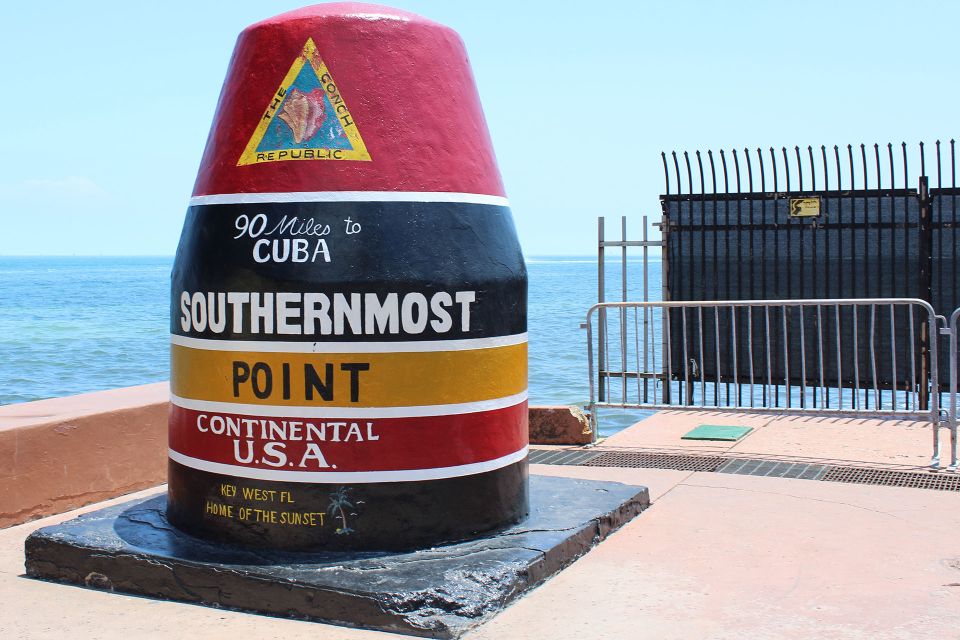 THE CONCH
REPUBLIC
90 Miles to
CUBA
SOUTHERNMOST
POINT
CONTINENTAL
U.S.A.
KEY WEST FL
HOME OF THE SUNSET